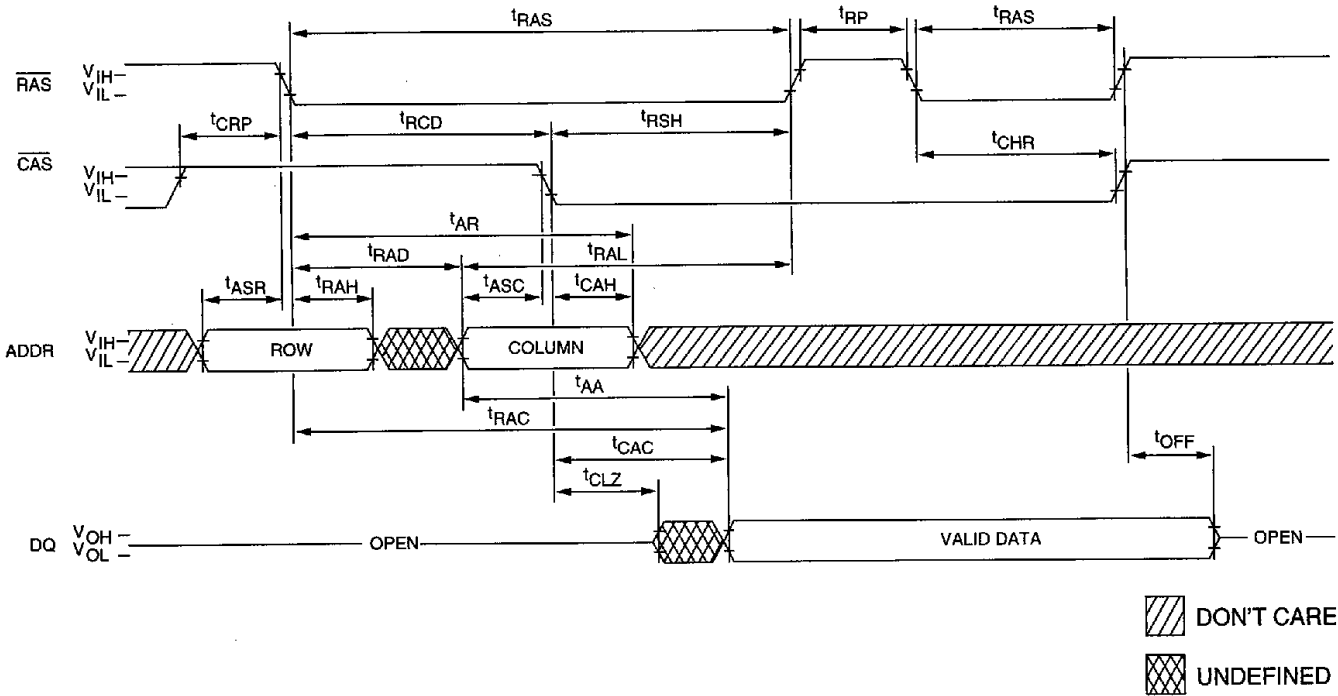 tRAS tRP tRAS
RAS VIH VIL
tCRP tRCD tRSH
tCHR
CAS VIH VIL
tAR
tRAD tRAL
tASR tRAH tASC tCAH
ADDR VIH VIL ROW COLUMN
tAA
tRAC
tCAC tOFF
tCLZ
DQ VOH VOL OPEN VALID DATA OPEN
DON'T CARE
UNDEFINED